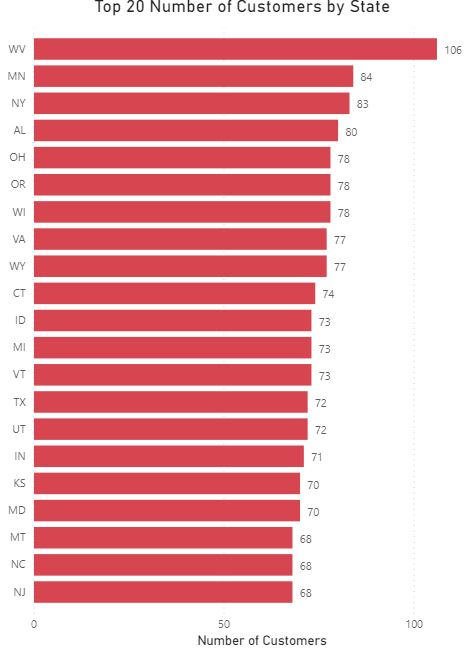 Top 20 Number of Customers by State
WV 106
MN 84
NY 83
AL 80
OH 78
OR 78
WI 78
VA 77
WY 77
CT 74
ID 73
MI 73
VT 73
TX 72
UT 72
IN 71
KS 70
MD 70
MT 68
NC 68
NJ 68
0 50 100
Number of Customers